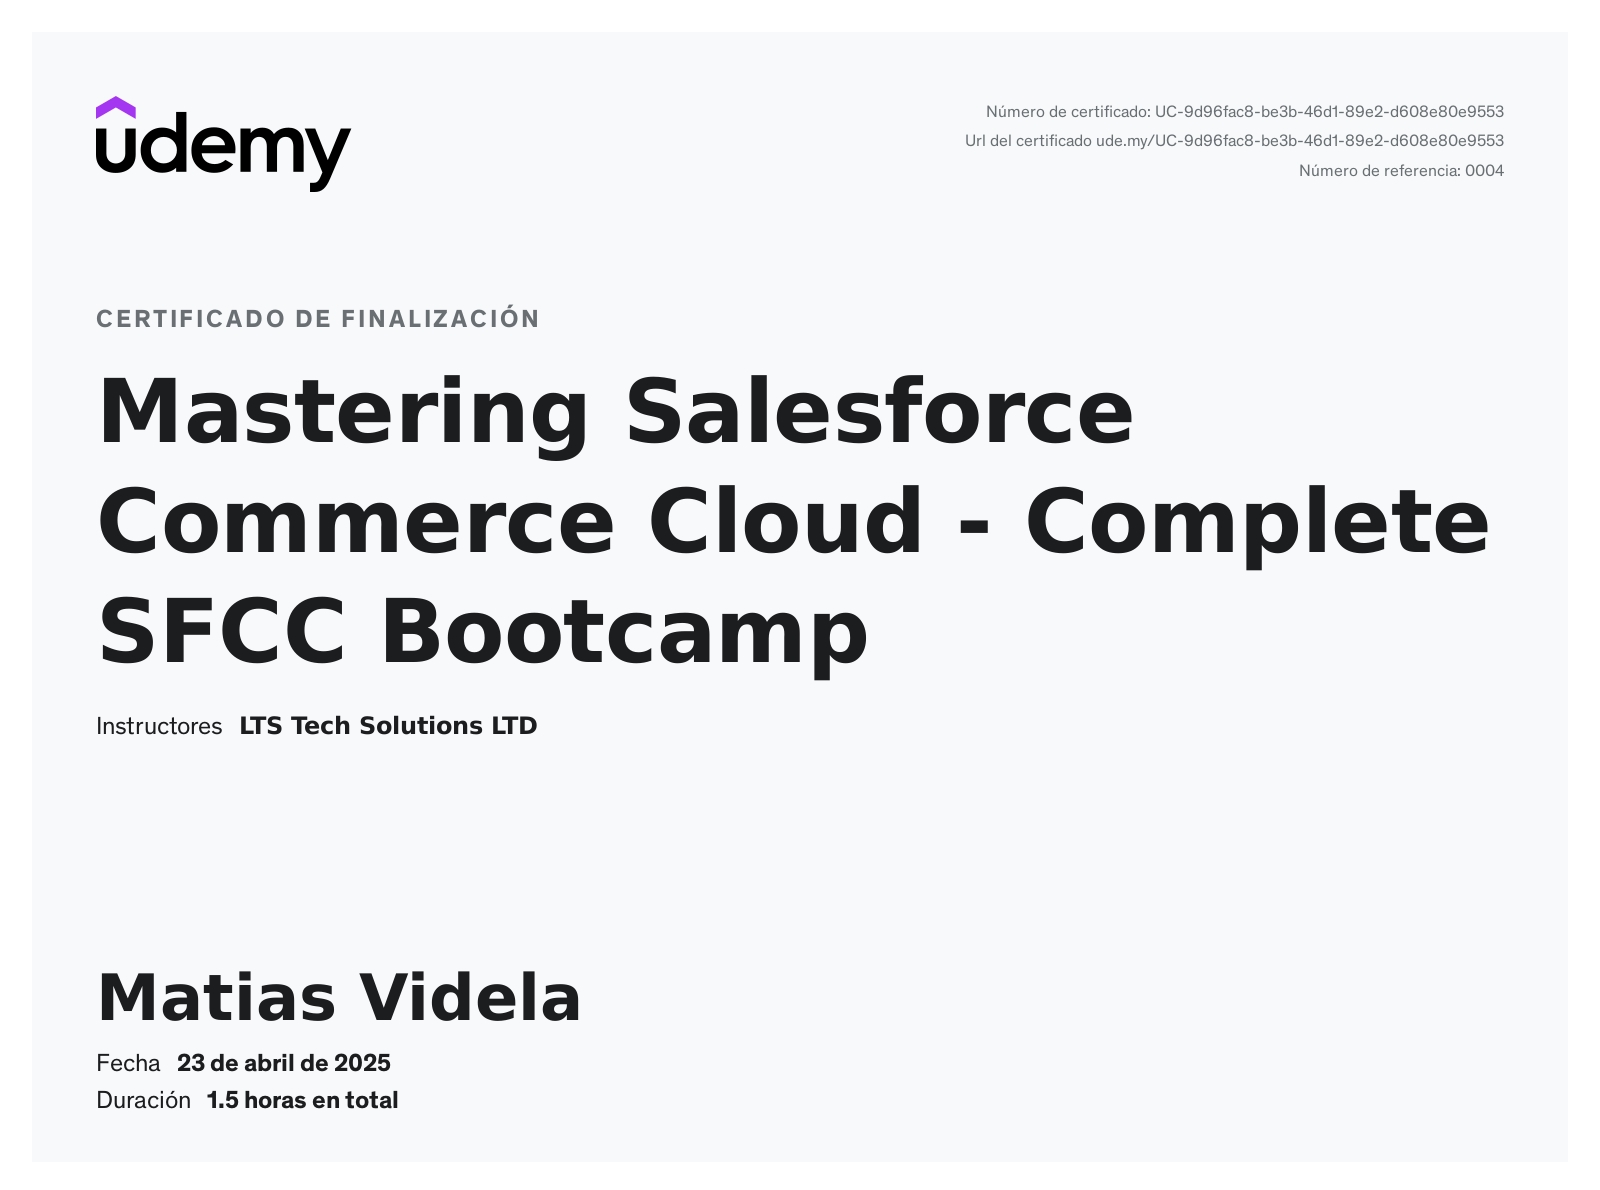 udemy
Número de certificado: UC-9d96fac8-be3b-46d1-89e2-d608e80e9553
Url del certificado ude.my/UC-9d96fac8-be3b-46d1-89e2-d608e80e9553
Número de referencia: 0004
CERTIFICADO DE FINALIZACIÓN
Mastering Salesforce
Commerce Cloud - Complete
SFCC Bootcamp
Instructores LTS Tech Solutions LTD
Matias Videla
Fecha 23 de abril de 2025
Duración 1.5 horas en total